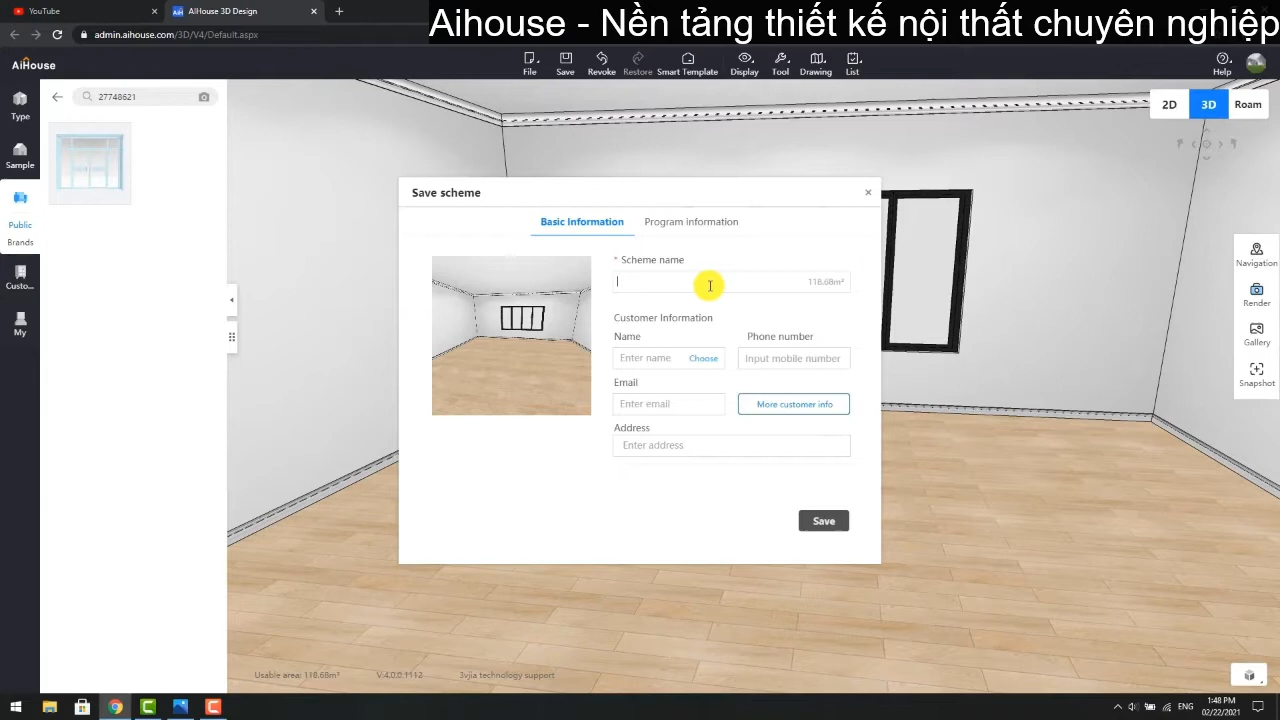 YouTube
Aihouse 3D Design
Aihouse - Nền tảng thiết kế nội thất chuyên nghiệp
admin.aihouse.com/3D/V4/Default.aspx
AiHouse
File
Save
Revoke
Restore
Smart Template
Display
Tool
Drawing
List
Help
Type
Sample
Public
Brands
Custo...
My
27748621
2D
3D
Roam
Navigation
Render
Gallery
Snapshot
Save scheme
Basic Information
Program information
* Scheme name
118.68m²
Customer Information
Name
Phone number
Enter name
Choose
Input mobile number
Email
Enter email
More customer info
Address
Enter address
Save
Usable area: 118.68m²
V:4.0.0.1112
3vjia technology support
ENG
1:48 PM
02/22/2021